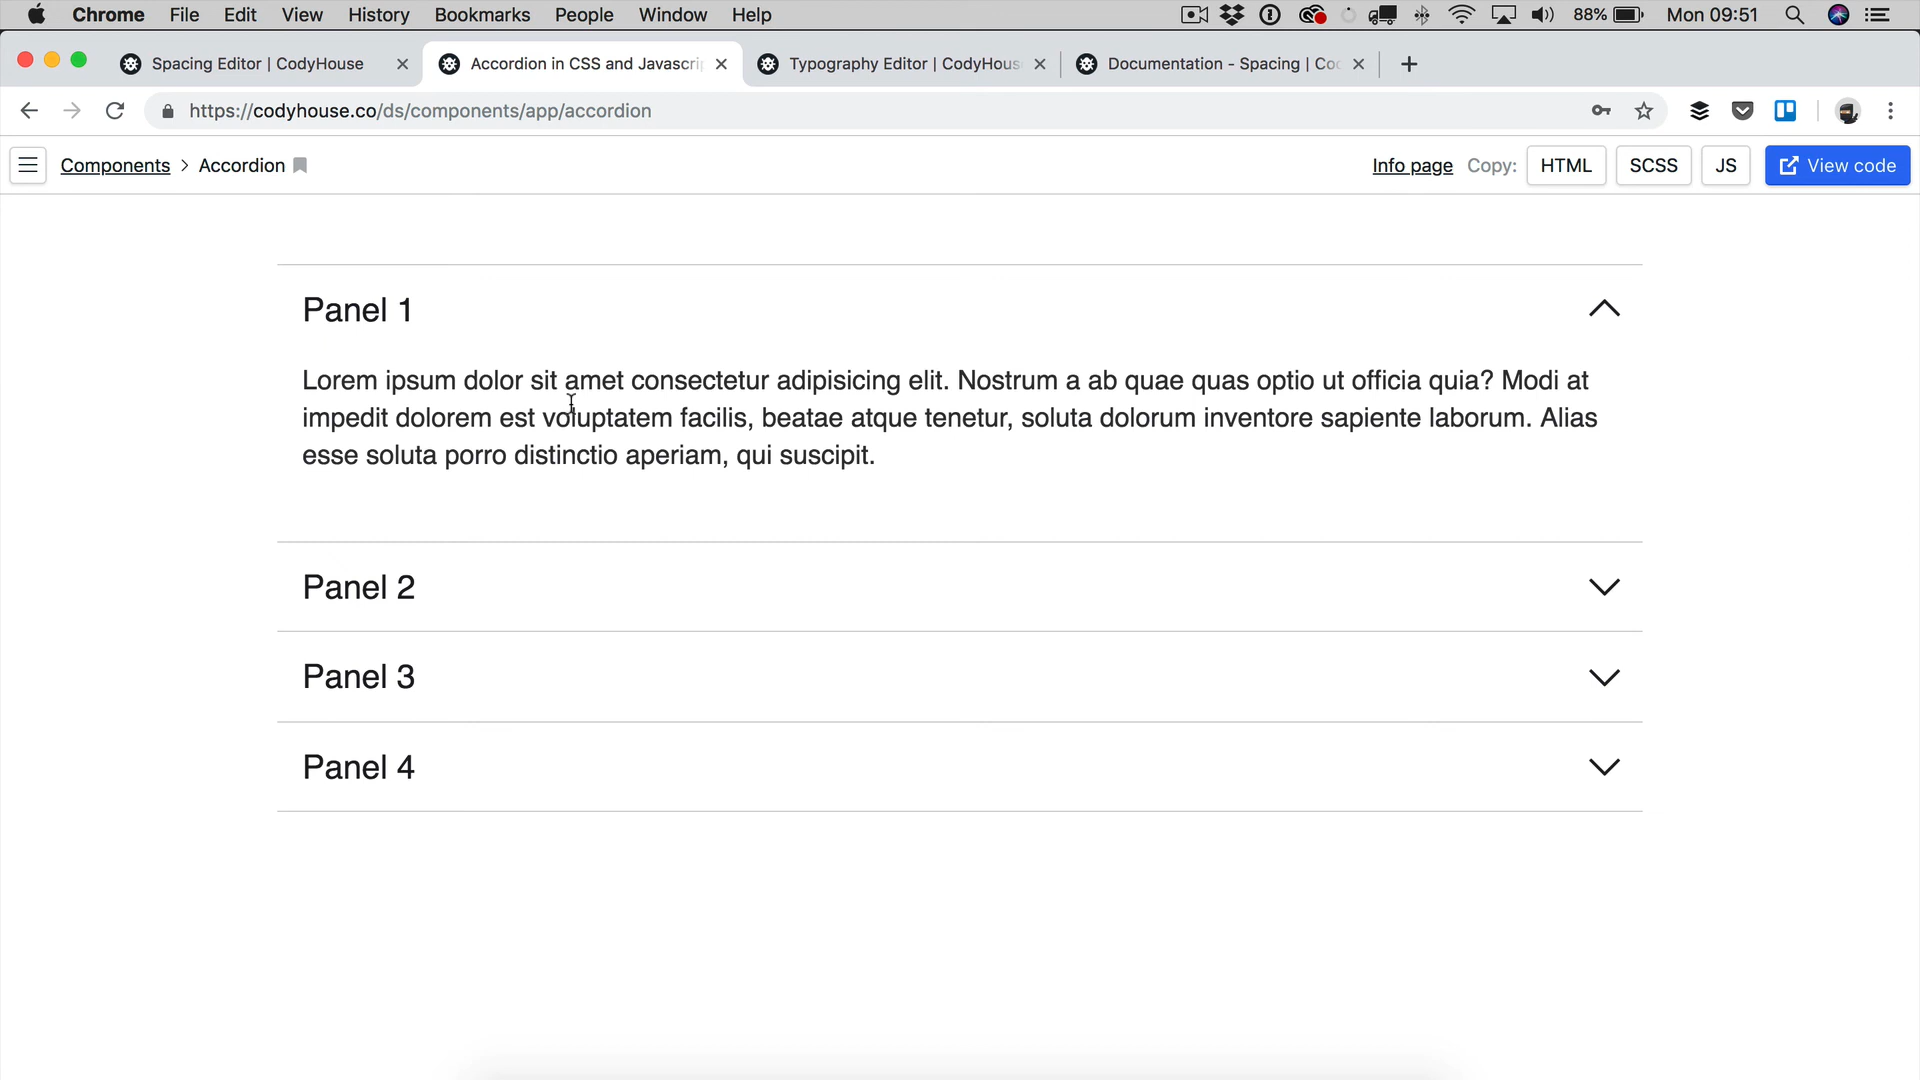 Chrome File Edit View History Bookmarks People Window Help 88% Mon 09:51
Spacing Editor | CodyHouse Accordion in CSS and Javascri Typography Editor | CodyHous Documentation - Spacing | Co
https://codyhouse.co/ds/components/app/accordion
Components > Accordion Info page Copy: HTML SCSS JS View code
Panel 1
Lorem ipsum dolor sit amet consectetur adipisicing elit. Nostrum a ab quae quas optio ut officia quia? Modi at
impedit dolorem est voluptatem facilis, beatae atque tenetur, soluta dolorum inventore sapiente laborum. Alias
esse soluta porro distinctio aperiam, qui suscipit.
Panel 2
Panel 3
Panel 4